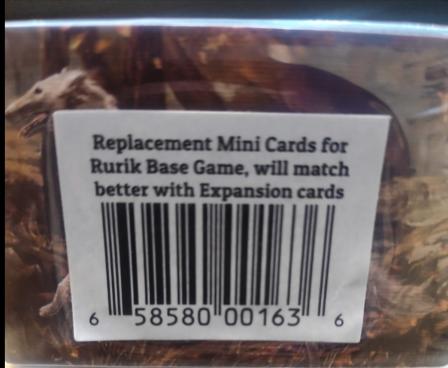 Replacement Mini Cards for
Rurik Base Game, will match
better with Expansion cards
6 58580 00163 6